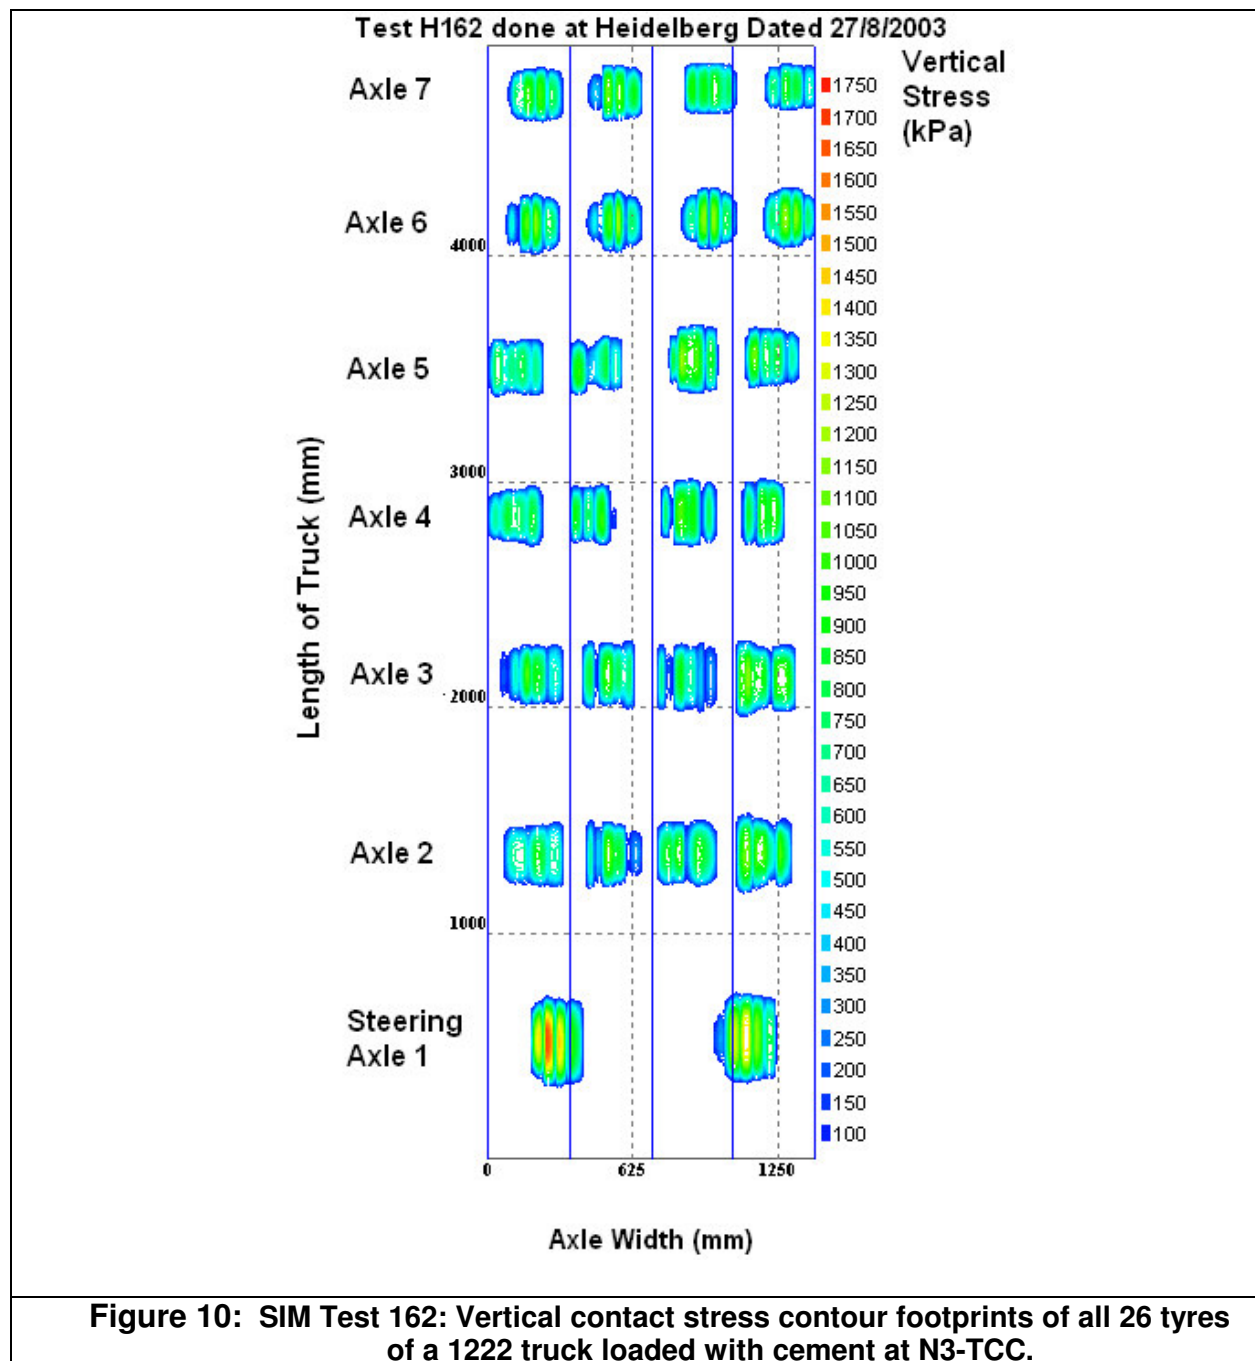 Test H162 done at Heidelberg Dated 27/8/2003
Vertical
Stress
(kPa)
Axle 7
Axle 6
Axle 5
Axle 4
Axle 3
Axle 2
Steering
Axle 1
Length of Truck (mm)
4000
3000
2000
1000
1750
1700
1650
1600
1550
1500
1450
1400
1350
1300
1250
1200
1150
1100
1050
1000
950
900
850
800
750
700
650
600
550
500
450
400
350
300
250
200
150
100
0
625
1250
Axle Width (mm)
Figure 10: SIM Test 162: Vertical contact stress contour footprints of all 26 tyres
of a 1222 truck loaded with cement at N3-TCC.